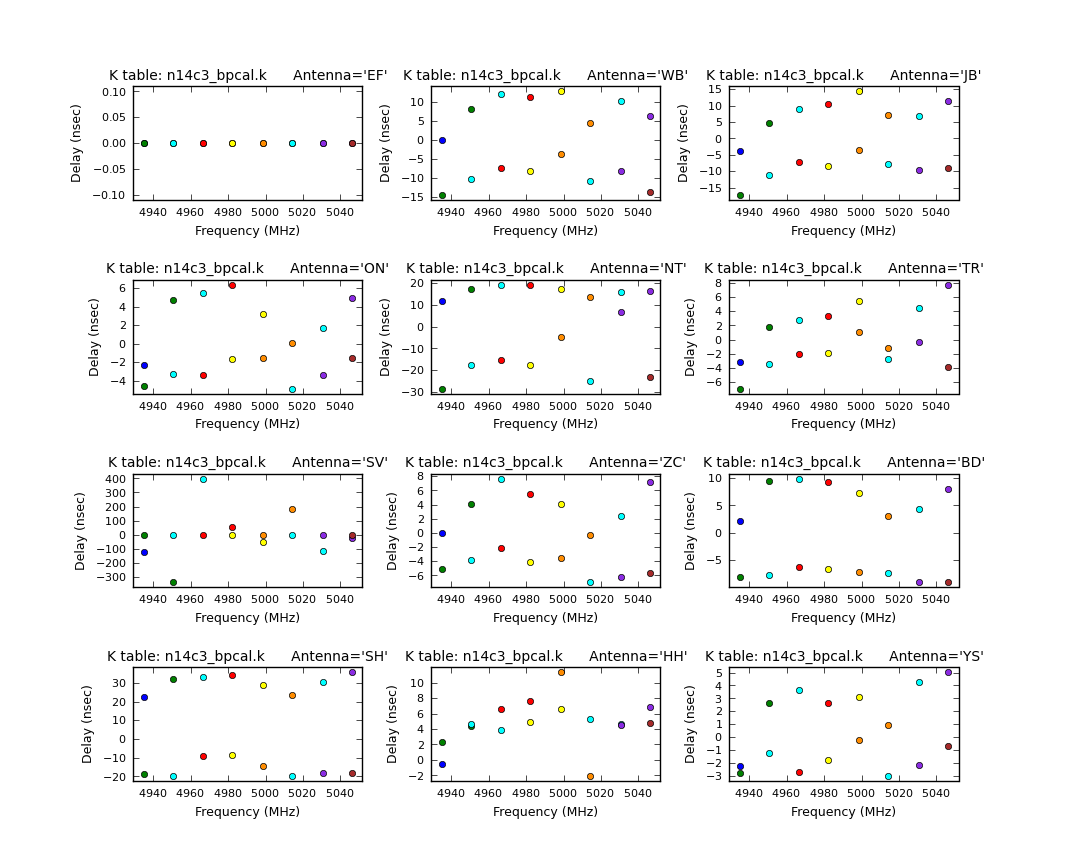 K table: n14c3_bpcal.k Antenna='EF'
Delay (nsec)
0.10
0.05
0.00
−0.05
−0.10
4940 4960 4980 5000 5020 5040
Frequency (MHz)
K table: n14c3_bpcal.k Antenna='WB'
Delay (nsec)
10
5
0
−5
−10
−15
4940 4960 4980 5000 5020 5040
Frequency (MHz)
K table: n14c3_bpcal.k Antenna='JB'
Delay (nsec)
15
10
5
0
−5
−10
−15
4940 4960 4980 5000 5020 5040
Frequency (MHz)
K table: n14c3_bpcal.k Antenna='ON'
Delay (nsec)
6
4
2
0
−2
−4
4940 4960 4980 5000 5020 5040
Frequency (MHz)
K table: n14c3_bpcal.k Antenna='NT'
Delay (nsec)
20
10
0
−10
−20
−30
4940 4960 4980 5000 5020 5040
Frequency (MHz)
K table: n14c3_bpcal.k Antenna='TR'
Delay (nsec)
8
6
4
2
0
−2
−4
−6
4940 4960 4980 5000 5020 5040
Frequency (MHz)
K table: n14c3_bpcal.k Antenna='SV'
Delay (nsec)
400
300
200
100
0
−100
−200
−300
4940 4960 4980 5000 5020 5040
Frequency (MHz)
K table: n14c3_bpcal.k Antenna='ZC'
Delay (nsec)
8
6
4
2
0
−2
−4
−6
4940 4960 4980 5000 5020 5040
Frequency (MHz)
K table: n14c3_bpcal.k Antenna='BD'
Delay (nsec)
10
5
0
−5
4940 4960 4980 5000 5020 5040
Frequency (MHz)
K table: n14c3_bpcal.k Antenna='SH'
Delay (nsec)
30
20
10
0
−10
−20
4940 4960 4980 5000 5020 5040
Frequency (MHz)
K table: n14c3_bpcal.k Antenna='HH'
Delay (nsec)
10
8
6
4
2
0
−2
4940 4960 4980 5000 5020 5040
Frequency (MHz)
K table: n14c3_bpcal.k Antenna='YS'
Delay (nsec)
5
4
3
2
1
0
−1
−2
−3
4940 4960 4980 5000 5020 5040
Frequency (MHz)